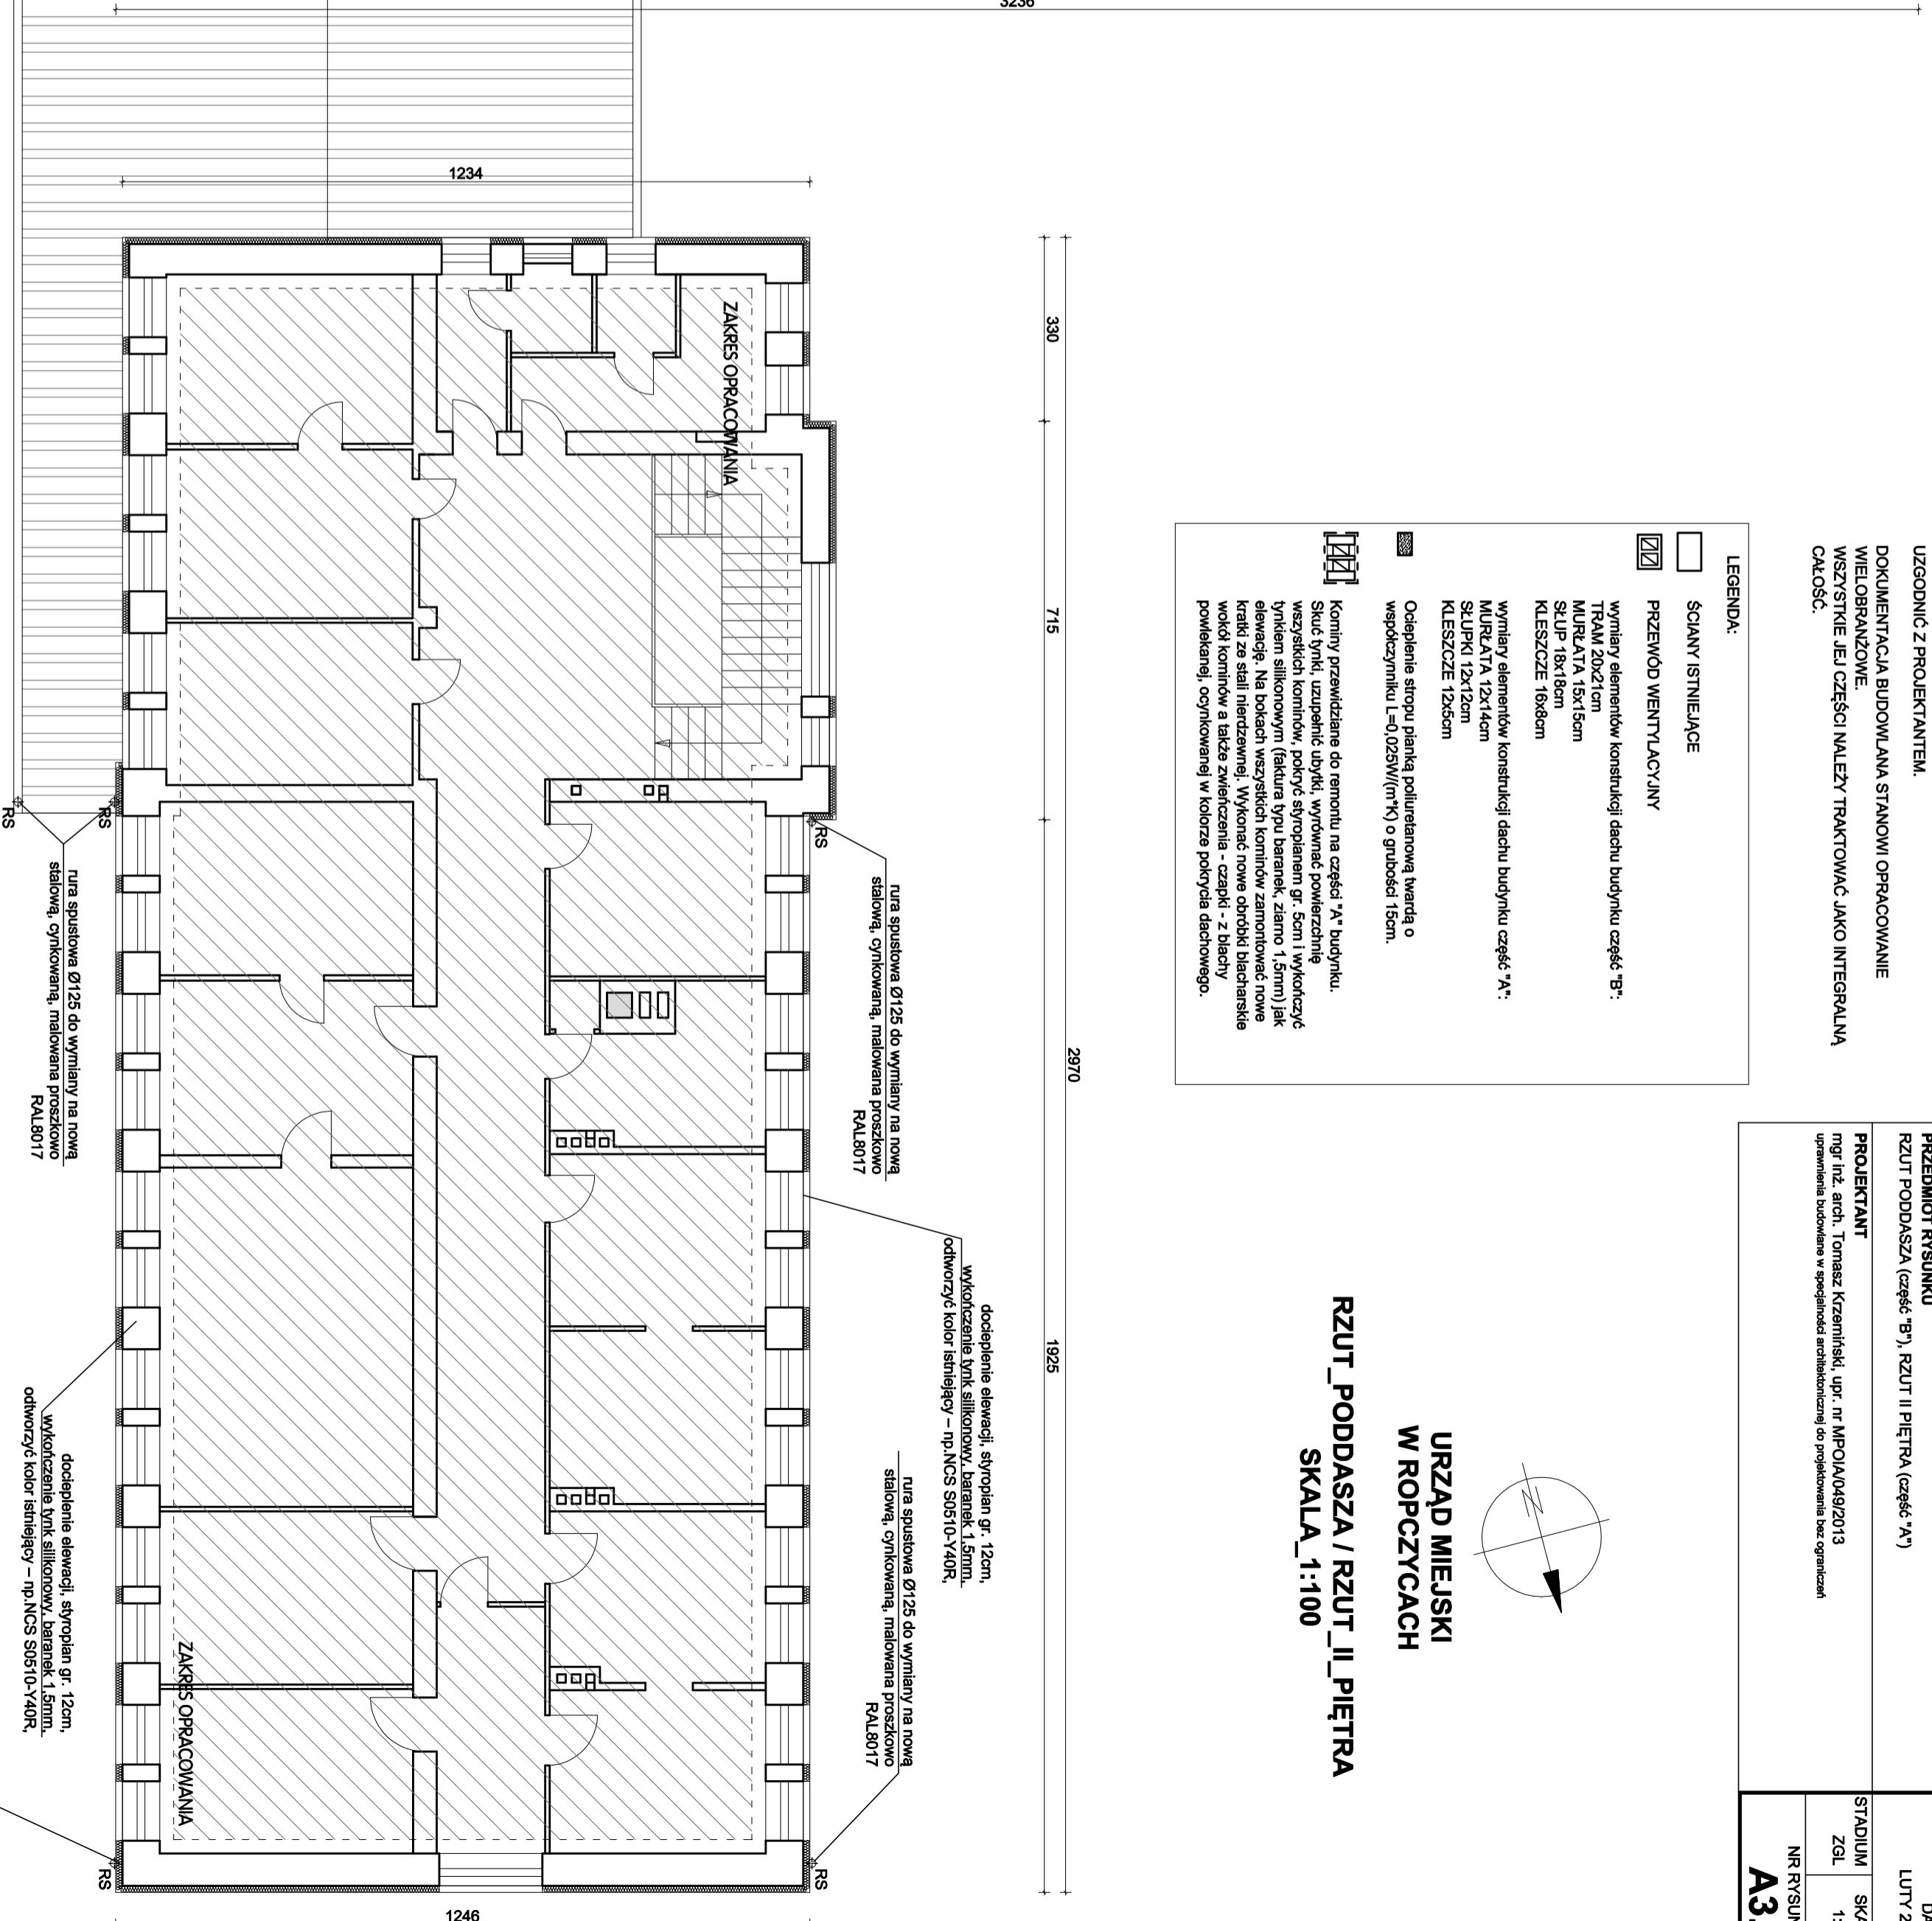 UZGODNIĆ Z PROJEKTANTEM.
DOKUMENTACJA BUDOWLANA STANOWI OPRACOWANIE
WIELOBRANŻOWE.
WSZYSTKIE JEJ CZĘŚCI NALEŻY TRAKTOWAĆ JAKO INTEGRALNĄ
CAŁOŚĆ.
LEGENDA:
ŚCIANY ISTNIEJĄCE
PRZEWÓD WENTYLACYJNY
wymiary elementów konstrukcji dachu budynku część "B":
TRAM 20x21cm
MURŁATA 15x15cm
SŁUP 18x18cm
KLESZCZE 16x8cm
wymiary elementów konstrukcji dachu budynku część "A":
MURŁATA 12x14cm
SŁUPKI 12x12cm
KLESZCZE 12x5cm
Ocieplenie stropu pianką poliuretanową twardą o
współczynniku L=0,025W/(m*K) o grubości 15cm.
Kominy przewidziane do remontu na części "A" budynku.
Skuć tynki, uzupełnić ubytki, wyrównać powierzchnię
wszystkich kominów, pokryć styropianem gr. 5cm i wykończyć
tynkiem silikonowym (faktura typu baranek, ziarno 1,5mm) jak
elewację. Na bokach wszystkich kominów zamontować nowe
kratki ze stali nierdzewnej. Wykonać nowe obróbki blacharskie
wokół kominów a także zwieńczenia - czapki - z blachy
powlekanej, ocynkowanej w kolorze pokrycia dachowego.
PRZEDMIOT RYSUNKU
RZUT PODDASZA (część "B"), RZUT II PIĘTRA (część "A")
PROJEKTANT
mgr inż. arch. Tomasz Krzemiński, upr. nr MPOIA/049/2013
uprawnienia budowlane w specjalności architektonicznej do projektowania bez ograniczeń
LUTY 2
STADIUM
ZGL
SKA
1:
NR RYSUN
A3.
N
URZĄD MIEJSKI
W ROPCZYCACH
RZUT_PODDASZA / RZUT_II_PIĘTRA
SKALA_1:100
2970
330
715
1925
3236
1234
1246
docieplenie elewacji, styropian gr. 12cm,
wykończenie tynk silikonowy, baranek 1,5mm,
odtworzyć kolor istniejący – np.NCS S0510-Y40R,
rura spustowa Ø125 do wymiany na nową
stalową, cynkowaną, malowana proszkowo
RAL8017
rura spustowa Ø125 do wymiany na nową
stalową, cynkowaną, malowana proszkowo
RAL8017
RS
RS
ZAKRES OPRACOWANIA
ZAKRES OPRACOWANIA
RS
RS
RS
rura spustowa Ø125 do wymiany na nową
stalową, cynkowaną, malowana proszkowo
RAL8017
docieplenie elewacji, styropian gr. 12cm,
wykończenie tynk silikonowy, baranek 1,5mm,
odtworzyć kolor istniejący – np.NCS S0510-Y40R,